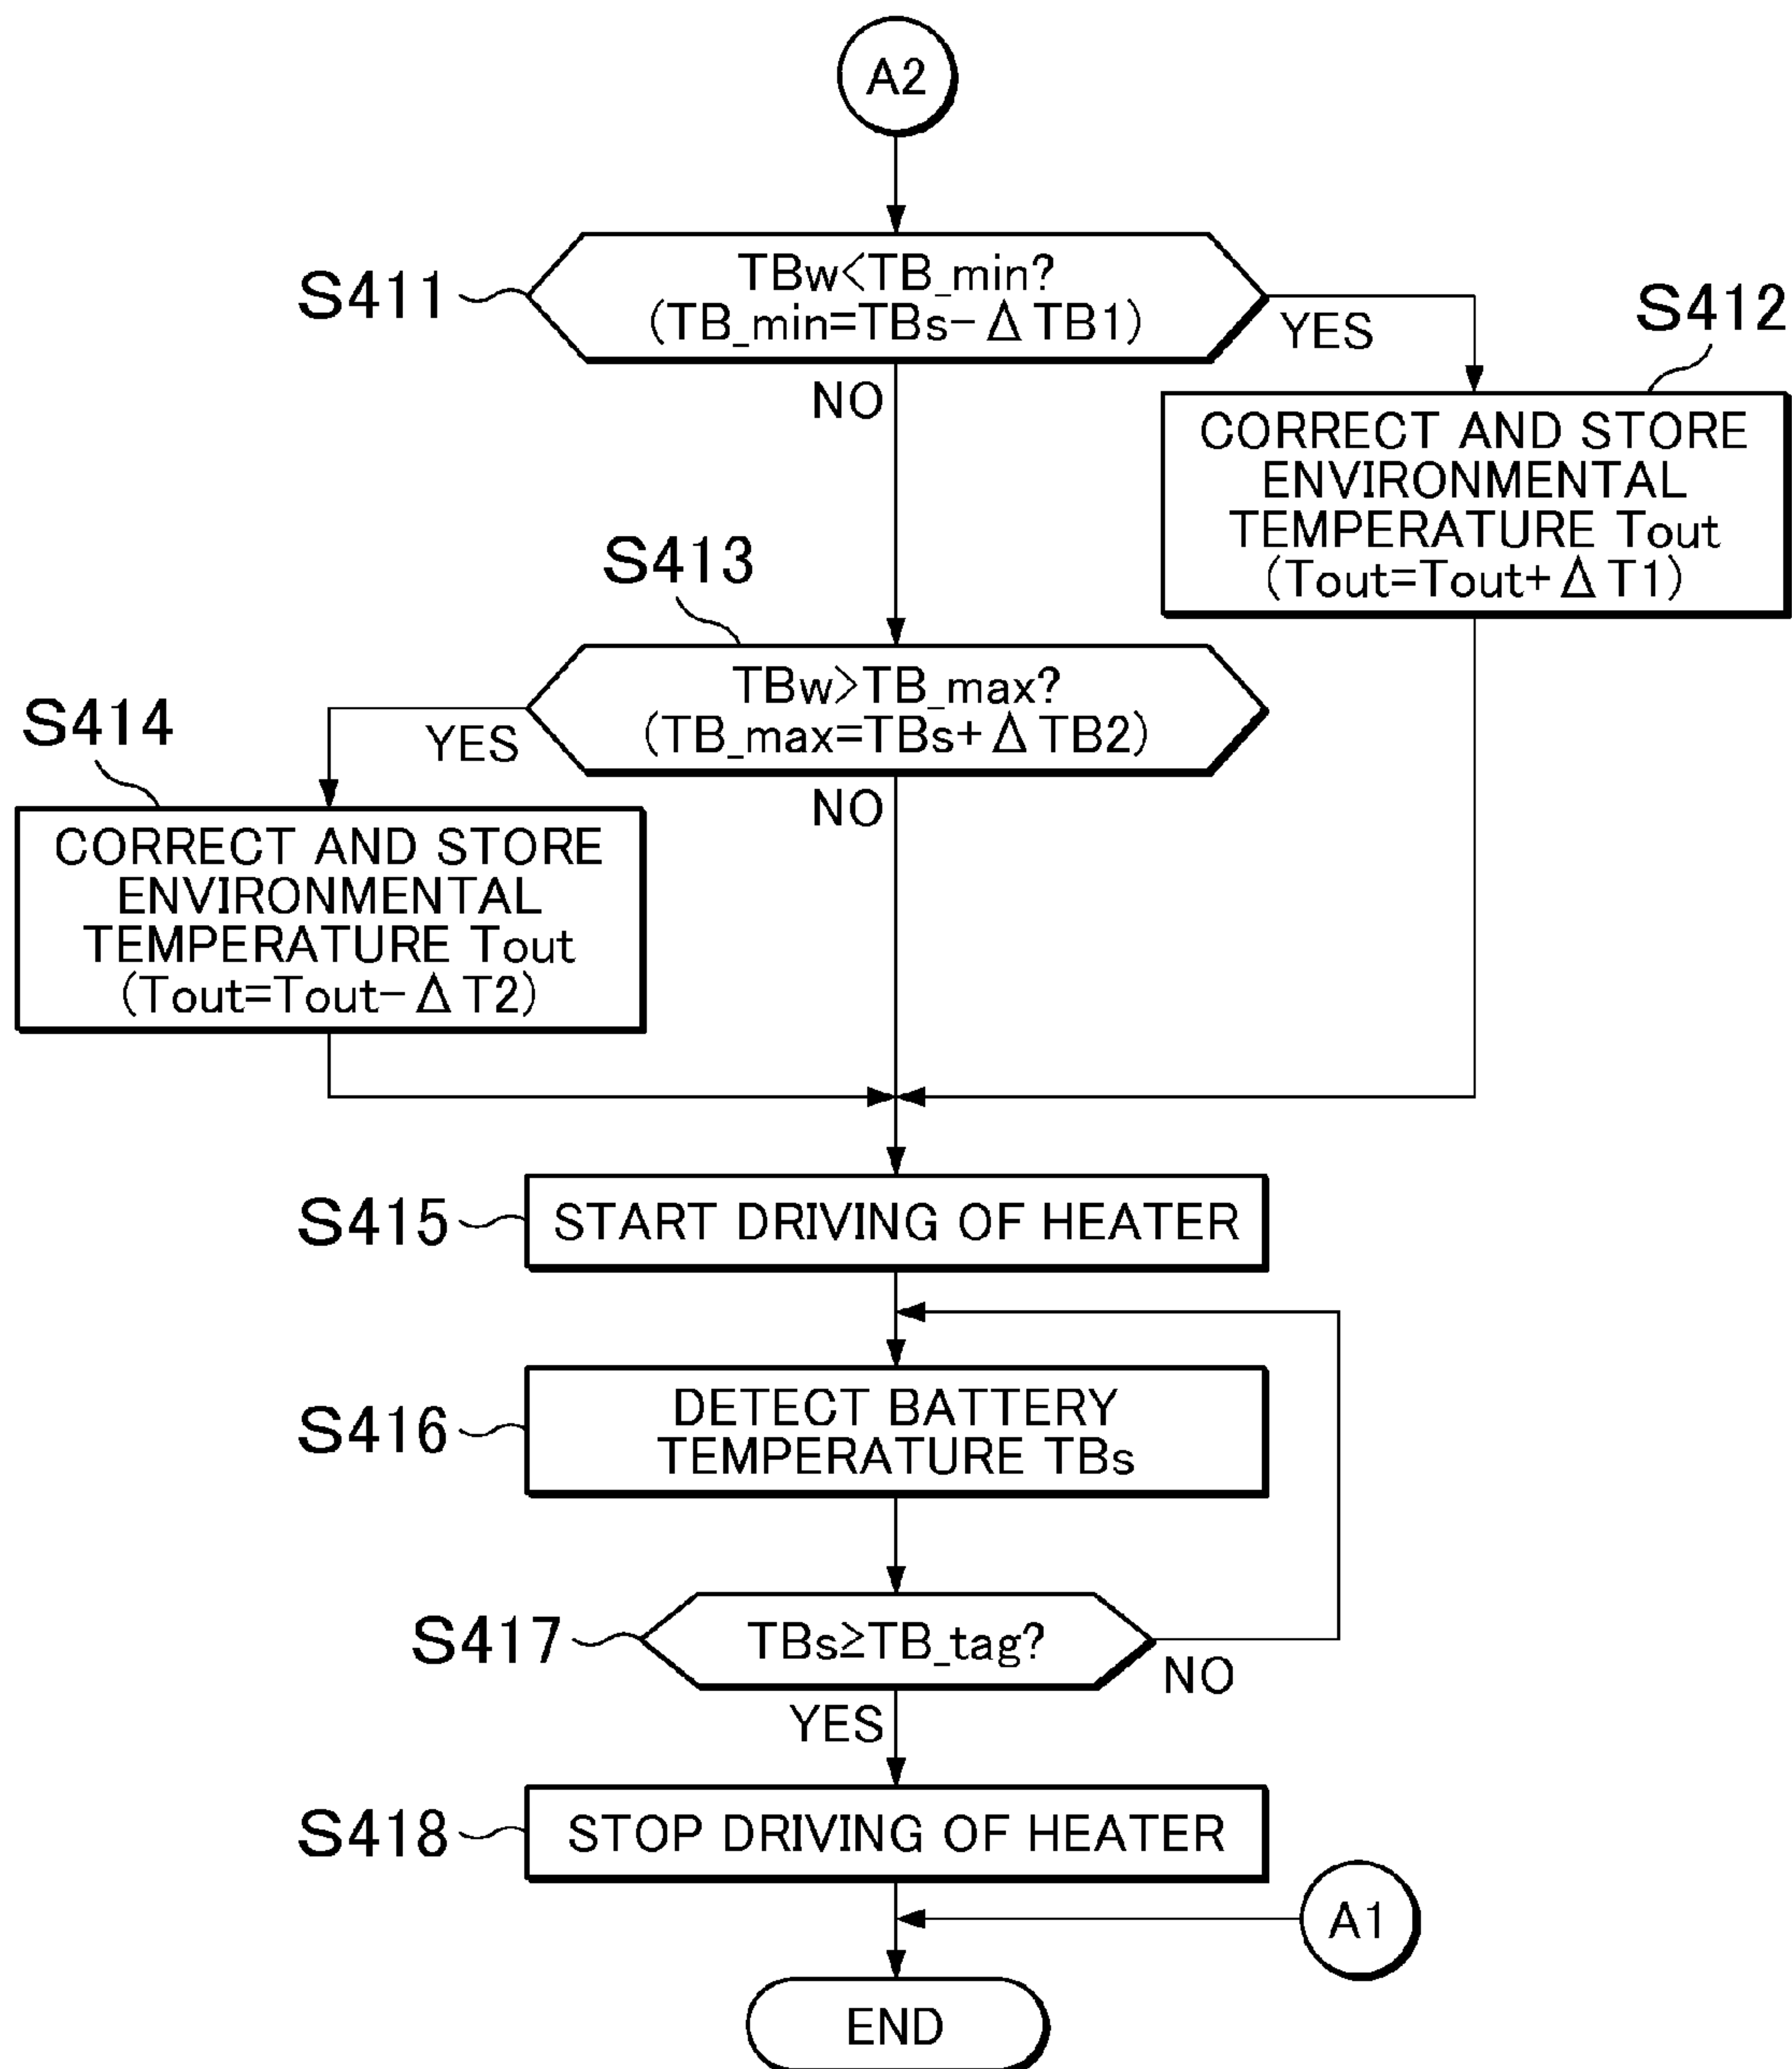 A2
S411
TBw<TB_min?
(TB_min=TBs-ΔTB1)
YES
NO
S412
CORRECT AND STORE
ENVIRONMENTAL
TEMPERATURE Tout
(Tout=Tout+ΔT1)
S413
TBw>TB_max?
(TB_max=TBs+ΔTB2)
YES
NO
S414
CORRECT AND STORE
ENVIRONMENTAL
TEMPERATURE Tout
(Tout=Tout-ΔT2)
S415
START DRIVING OF HEATER
S416
DETECT BATTERY
TEMPERATURE TBs
S417
TBs≥TB_tag?
NO
YES
S418
STOP DRIVING OF HEATER
A1
END